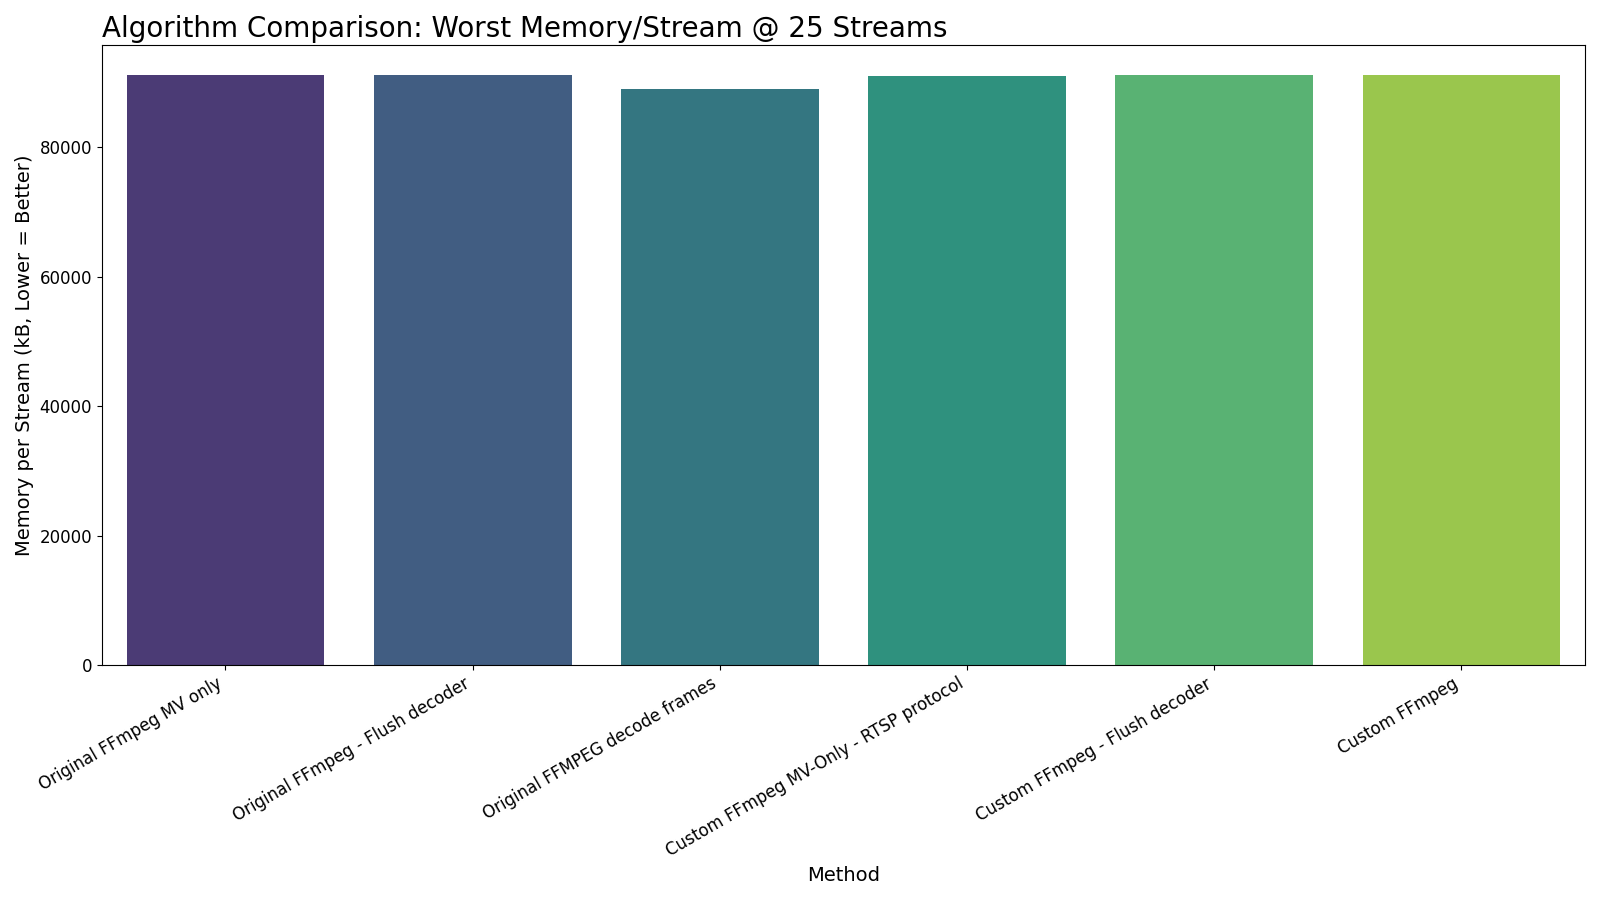 Algorithm Comparison: Worst Memory/Stream @ 25 Streams
Memory per Stream (kB, Lower = Better)
80000
60000
40000
20000
0
Original FFmpeg MV only
Original FFmpeg - Flush decoder
Original FFMPEG decode frames
Custom FFmpeg MV-Only - RTSP protocol
Custom FFmpeg - Flush decoder
Custom FFmpeg
Method